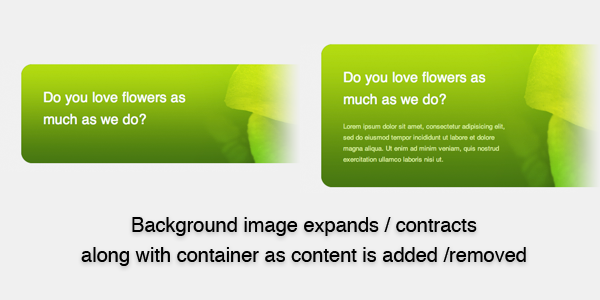 Do you love flowers as
much as we do?
Do you love flowers as
much as we do?
Lorem ipsum dolor sit amet, consectetur adipisicing elit,
sed do eiusmod tempor incididunt ut labore et dolore
magna aliqua. Ut enim ad minim veniam, quis nostrud
exercitation ullamco laboris nisi ut.
Background image expands / contracts
along with container as content is added /removed